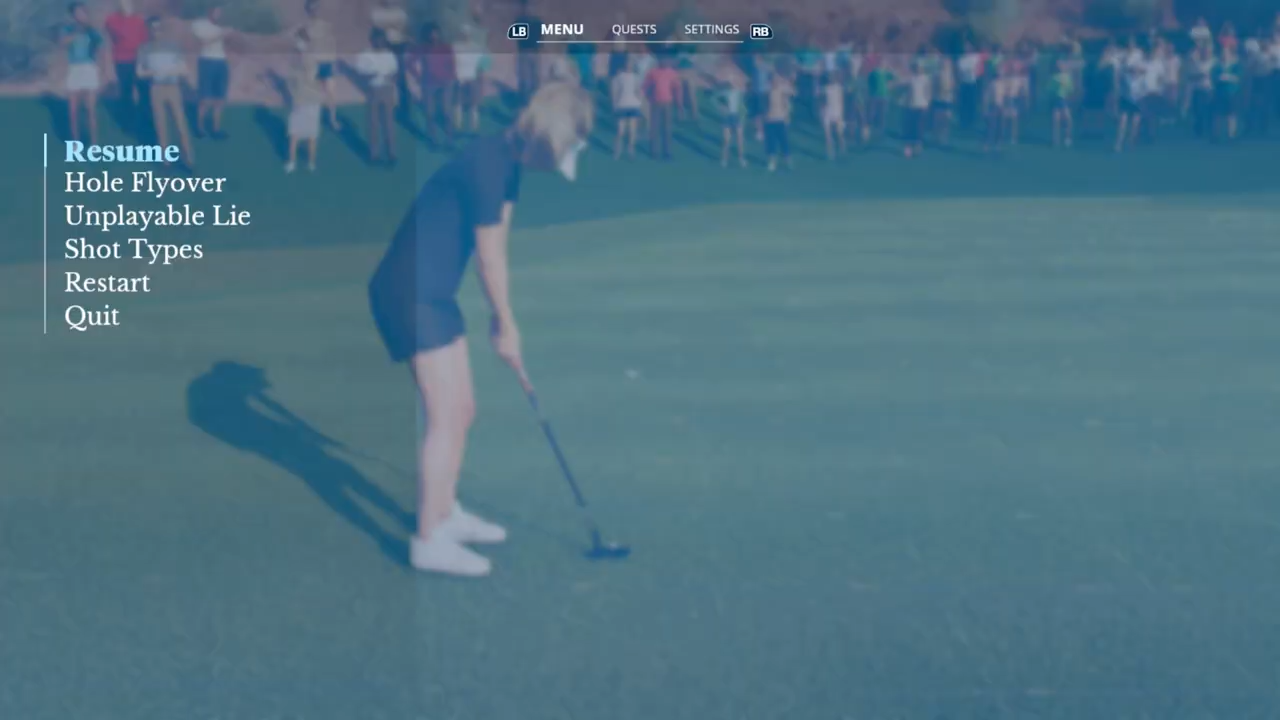 LB MENU QUESTS SETTINGS RB
Resume
Hole Flyover
Unplayable Lie
Shot Types
Restart
Quit